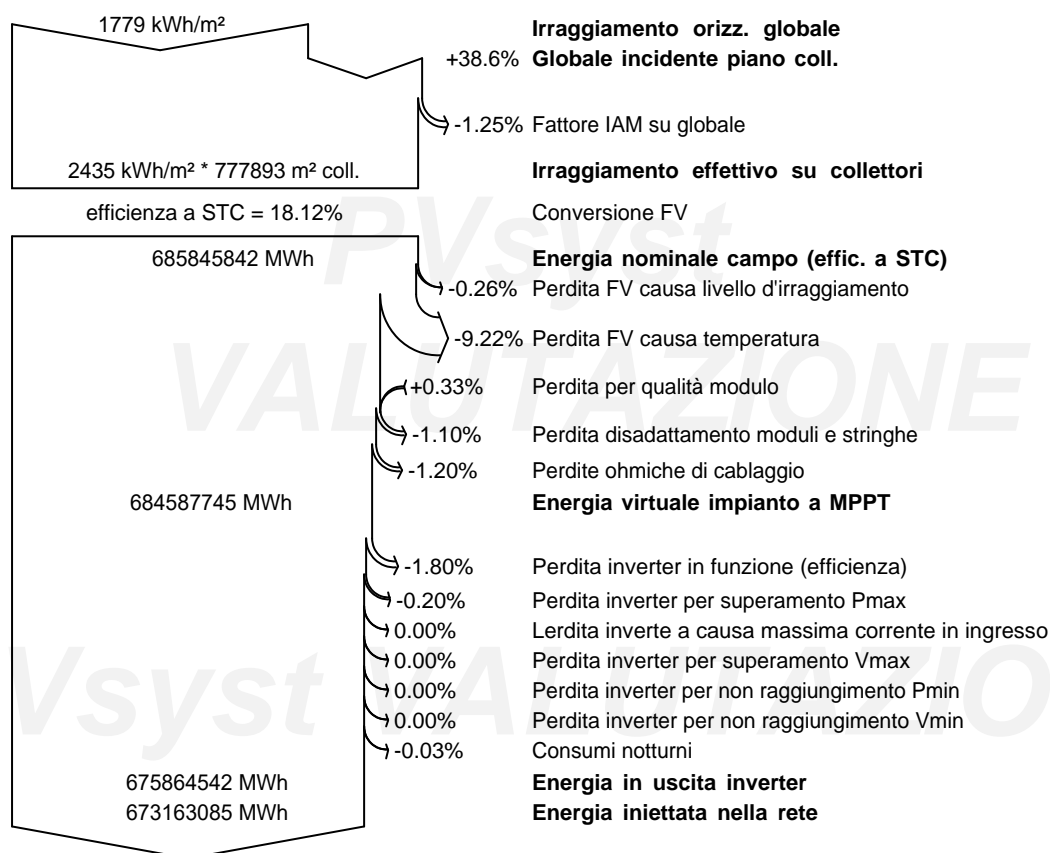 1779 kWh/m² Irraggiamento orizz. globale
+38.6% Globale incidente piano coll.
-1.25% Fattore IAM su globale
2435 kWh/m² * 777893 m² coll. Irraggiamento effettivo su collettori
efficienza a STC = 18.12% Conversione FV
PVsyst
685845842 MWh Energia nominale campo (effic. a STC)
-0.26% Perdita FV causa livello d'irraggiamento
-9.22% Perdita FV causa temperatura
VALUTAZIONE
+0.33% Perdita per qualità modulo
-1.10% Perdita disadattamento moduli e stringhe
-1.20% Perdite ohmiche di cablaggio
684587745 MWh Energia virtuale impianto a MPPT
-1.80% Perdita inverter in funzione (efficienza)
-0.20% Perdita inverter per superamento Pmax
0.00% Lerdita inverte a causa massima corrente in ingresso
0.00% Perdita inverter per superamento Vmax
Vsyst VALUTAZIO
0.00% Perdita inverter per non raggiungimento Pmin
0.00% Perdita inverter per non raggiungimento Vmin
-0.03% Consumi notturni
675864542 MWh Energia in uscita inverter
673163085 MWh Energia iniettata nella rete